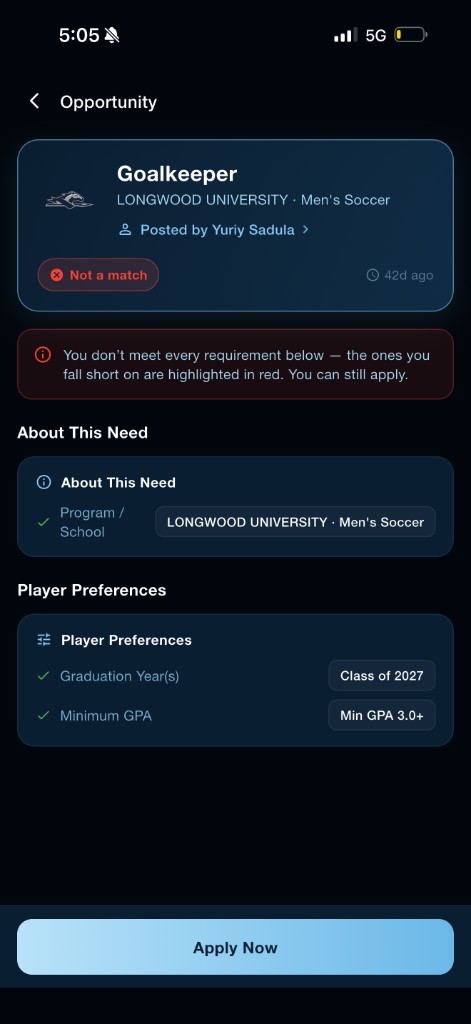 5:05
5G
Opportunity
Goalkeeper
LONGWOOD UNIVERSITY · Men's Soccer
Posted by Yuriy Sadula
Not a match
42d ago
You don't meet every requirement below — the ones you
fall short on are highlighted in red. You can still apply.
About This Need
About This Need
Program /
School
LONGWOOD UNIVERSITY · Men's Soccer
Player Preferences
Player Preferences
Graduation Year(s)
Class of 2027
Minimum GPA
Min GPA 3.0+
Apply Now